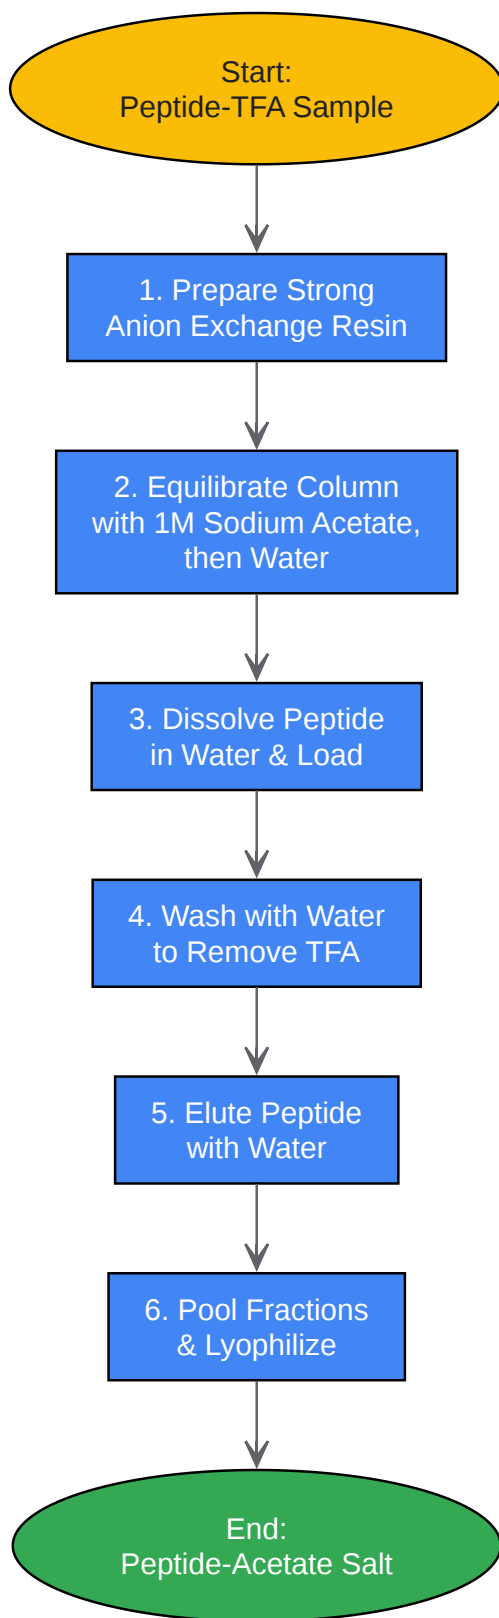 Start:
Peptide-TFA Sample
1. Prepare Strong
Anion Exchange Resin
2. Equilibrate Column
with 1M Sodium Acetate,
then Water
3. Dissolve Peptide
in Water & Load
4. Wash with Water
to Remove TFA
5. Elute Peptide
with Water
6. Pool Fractions
& Lyophilize
End:
Peptide-Acetate Salt